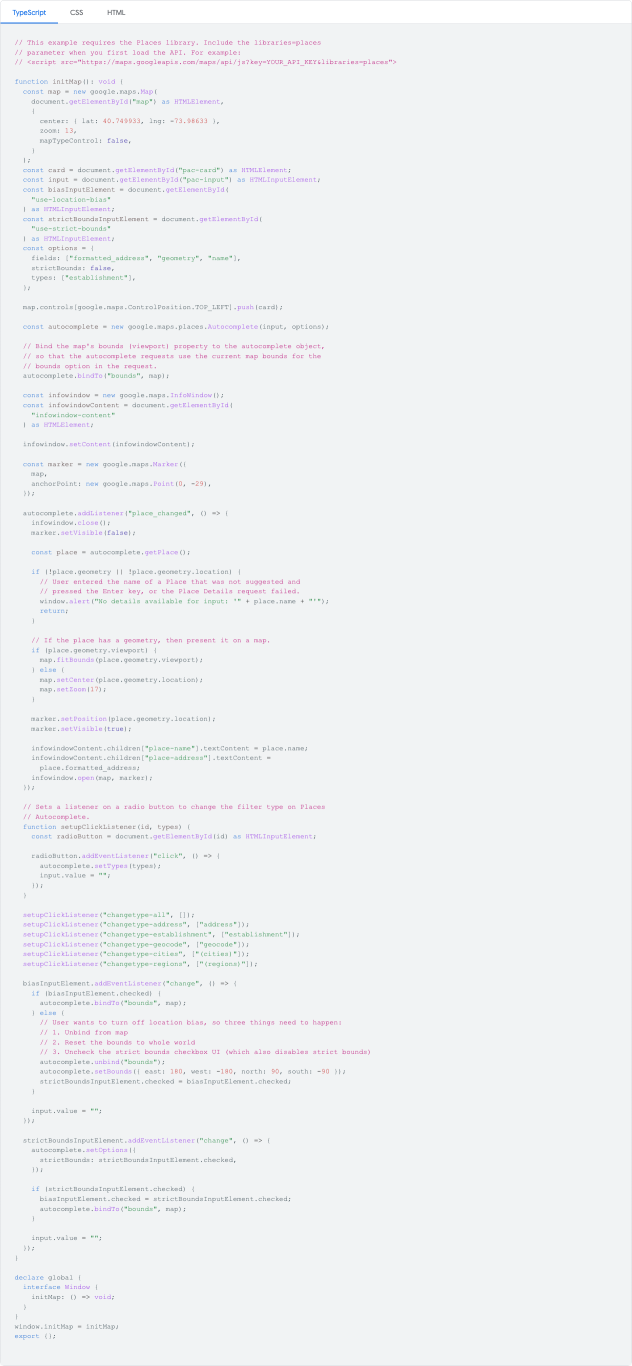 TypeScript CSS HTML
// This example requires the Places library. Include the libraries=places
// parameter when you first load the API. For example:
// <script src="https://maps.googleapis.com/maps/api/js?key=YOUR_API_KEY&libraries=places">
function initMap(): void {
  const map = new google.maps.Map(
    document.getElementById("map") as HTMLElement,
    {
      center: { lat: 40.749933, lng: -73.98633 },
      zoom: 13,
      mapTypeControl: false,
    }
  );
  const card = document.getElementById("pac-card") as HTMLElement;
  const input = document.getElementById("pac-input") as HTMLInputElement;
  const biasInputElement = document.getElementById(
    "use-location-bias"
  ) as HTMLInputElement;
  const strictBoundsInputElement = document.getElementById(
    "use-strict-bounds"
  ) as HTMLInputElement;
  const options = {
    fields: ["formatted_address", "geometry", "name"],
    strictBounds: false,
    types: ["establishment"],
  };
  map.controls[google.maps.ControlPosition.TOP_LEFT].push(card);
  const autocomplete = new google.maps.places.Autocomplete(input, options);
  // Bind the map's bounds (viewport) property to the autocomplete object,
  // so that the autocomplete requests use the current map bounds for the
  // bounds option in the request.
  autocomplete.bindTo("bounds", map);
  const infowindow = new google.maps.InfoWindow();
  const infowindowContent = document.getElementById(
    "infowindow-content"
  ) as HTMLElement;
  infowindow.setContent(infowindowContent);
  const marker = new google.maps.Marker({
    map,
    anchorPoint: new google.maps.Point(0, -29),
  });
  autocomplete.addListener("place_changed", () => {
    infowindow.close();
    marker.setVisible(false);
    const place = autocomplete.getPlace();
    if (!place.geometry || !place.geometry.location) {
      // User entered the name of a Place that was not suggested and
      // pressed the Enter key, or the Place Details request failed.
      window.alert("No details available for input: '" + place.name + "'");
      return;
    }
    // If the place has a geometry, then present it on a map.
    if (place.geometry.viewport) {
      map.fitBounds(place.geometry.viewport);
    } else {
      map.setCenter(place.geometry.location);
      map.setZoom(17);
    }
    marker.setPosition(place.geometry.location);
    marker.setVisible(true);
    infowindowContent.children["place-name"].textContent = place.name;
    infowindowContent.children["place-address"].textContent =
      place.formatted_address;
    infowindow.open(map, marker);
  });
  // Sets a listener on a radio button to change the filter type on Places
  // Autocomplete.
  function setupClickListener(id, types) {
    const radioButton = document.getElementById(id) as HTMLInputElement;
    radioButton.addEventListener("click", () => {
      autocomplete.setTypes(types);
      input.value = "";
    });
  }
  setupClickListener("changetype-all", []);
  setupClickListener("changetype-address", ["address"]);
  setupClickListener("changetype-establishment", ["establishment"]);
  setupClickListener("changetype-geocode", ["geocode"]);
  setupClickListener("changetype-cities", ["(cities)"]);
  setupClickListener("changetype-regions", ["(regions)"]);
  biasInputElement.addEventListener("change", () => {
    if (biasInputElement.checked) {
      autocomplete.bindTo("bounds", map);
    } else {
      // User wants to turn off location bias, so three things need to happen:
      // 1. Unbind from map
      // 2. Reset the bounds to whole world
      // 3. Uncheck the strict bounds checkbox UI (which also disables strict bounds)
      autocomplete.unbind("bounds");
      autocomplete.setBounds({ east: 180, west: -180, north: 90, south: -90 });
      strictBoundsInputElement.checked = biasInputElement.checked;
    }
    input.value = "";
  });
  strictBoundsInputElement.addEventListener("change", () => {
    autocomplete.setOptions({
      strictBounds: strictBoundsInputElement.checked,
    });
    if (strictBoundsInputElement.checked) {
      biasInputElement.checked = strictBoundsInputElement.checked;
      autocomplete.bindTo("bounds", map);
    }
    input.value = "";
  });
}
declare global {
  interface Window {
    initMap: () => void;
  }
}
window.initMap = initMap;
export {};